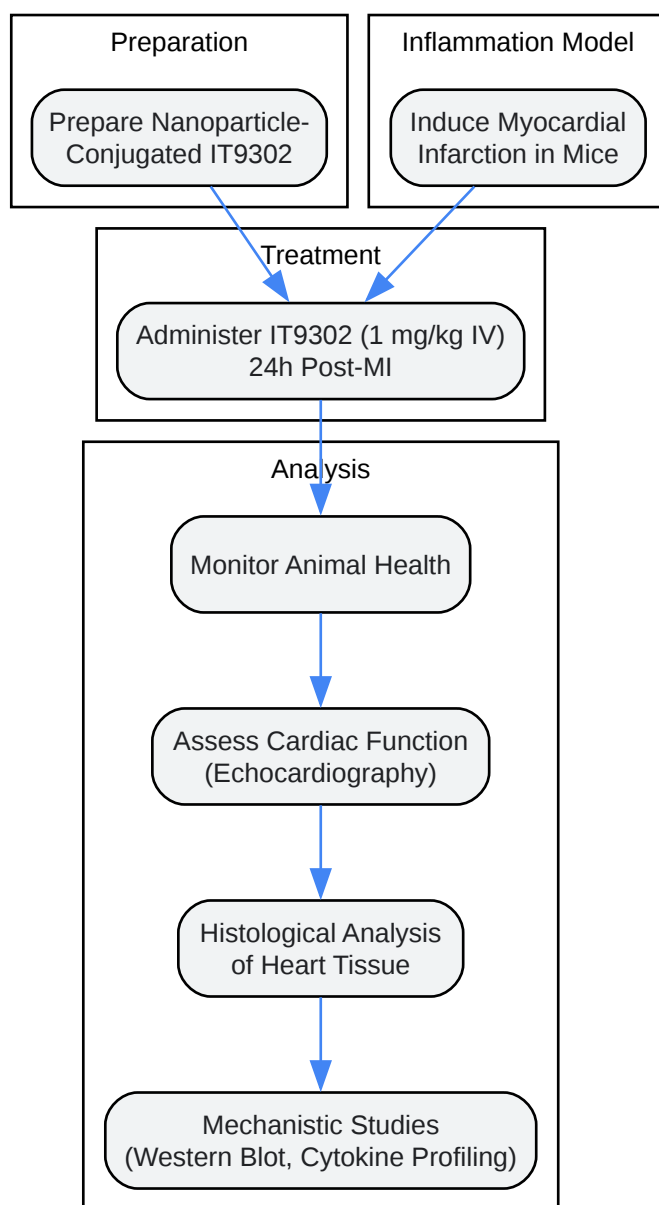 Preparation
Prepare Nanoparticle-
Conjugated IT9302
Inflammation Model
Induce Myocardial
Infarction in Mice
Treatment
Administer IT9302 (1 mg/kg IV)
24h Post-MI
Analysis
Monitor Animal Health
Assess Cardiac Function
(Echocardiography)
Histological Analysis
of Heart Tissue
Mechanistic Studies
(Western Blot, Cytokine Profiling)